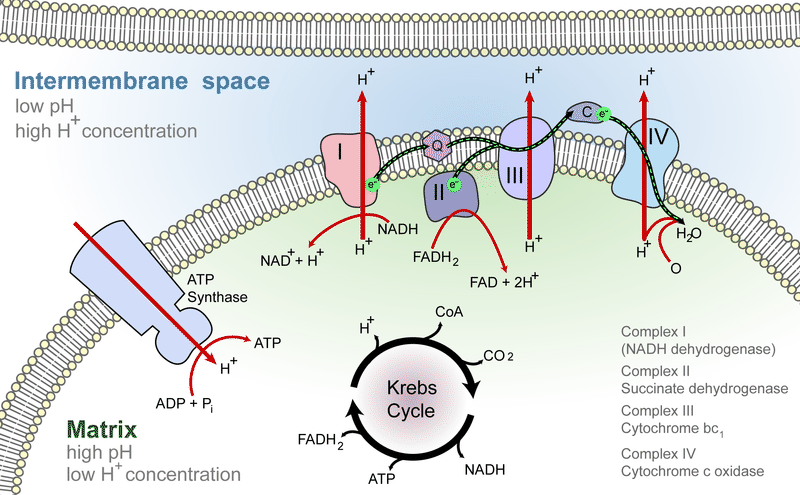 Intermembrane space
low pH
high H+ concentration
H+
H+
H+
I
Q
II
III
C
IV
e-
e-
e-
NADH
H+
NAD+ + H+
FADH2
FAD + 2H+
H+
H+
H2O
O
ATP
Synthase
ATP
H+
ADP + Pi
H+
CoA
CO2
Krebs
Cycle
FADH2
ATP
NADH
Matrix
high pH
low H+ concentration
Complex I
(NADH dehydrogenase)
Complex II
Succinate dehydrogenase
Complex III
Cytochrome bc1
Complex IV
Cytochrome c oxidase